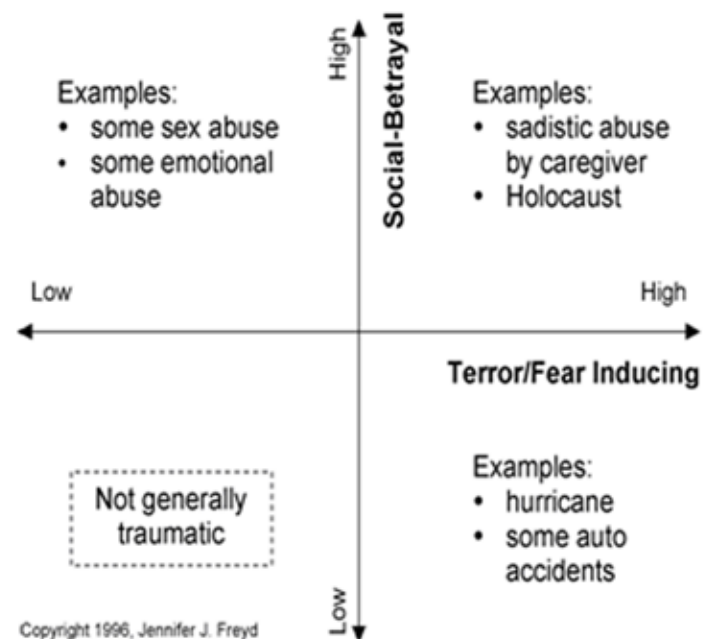 High
Social-Betrayal
Examples:
• some sex abuse
• some emotional
abuse
Examples:
• sadistic abuse
by caregiver
• Holocaust
Low
High
Terror/Fear Inducing
Not generally
traumatic
Examples:
• hurricane
• some auto
accidents
Low
Copyright 1996, Jennifer J. Freyd